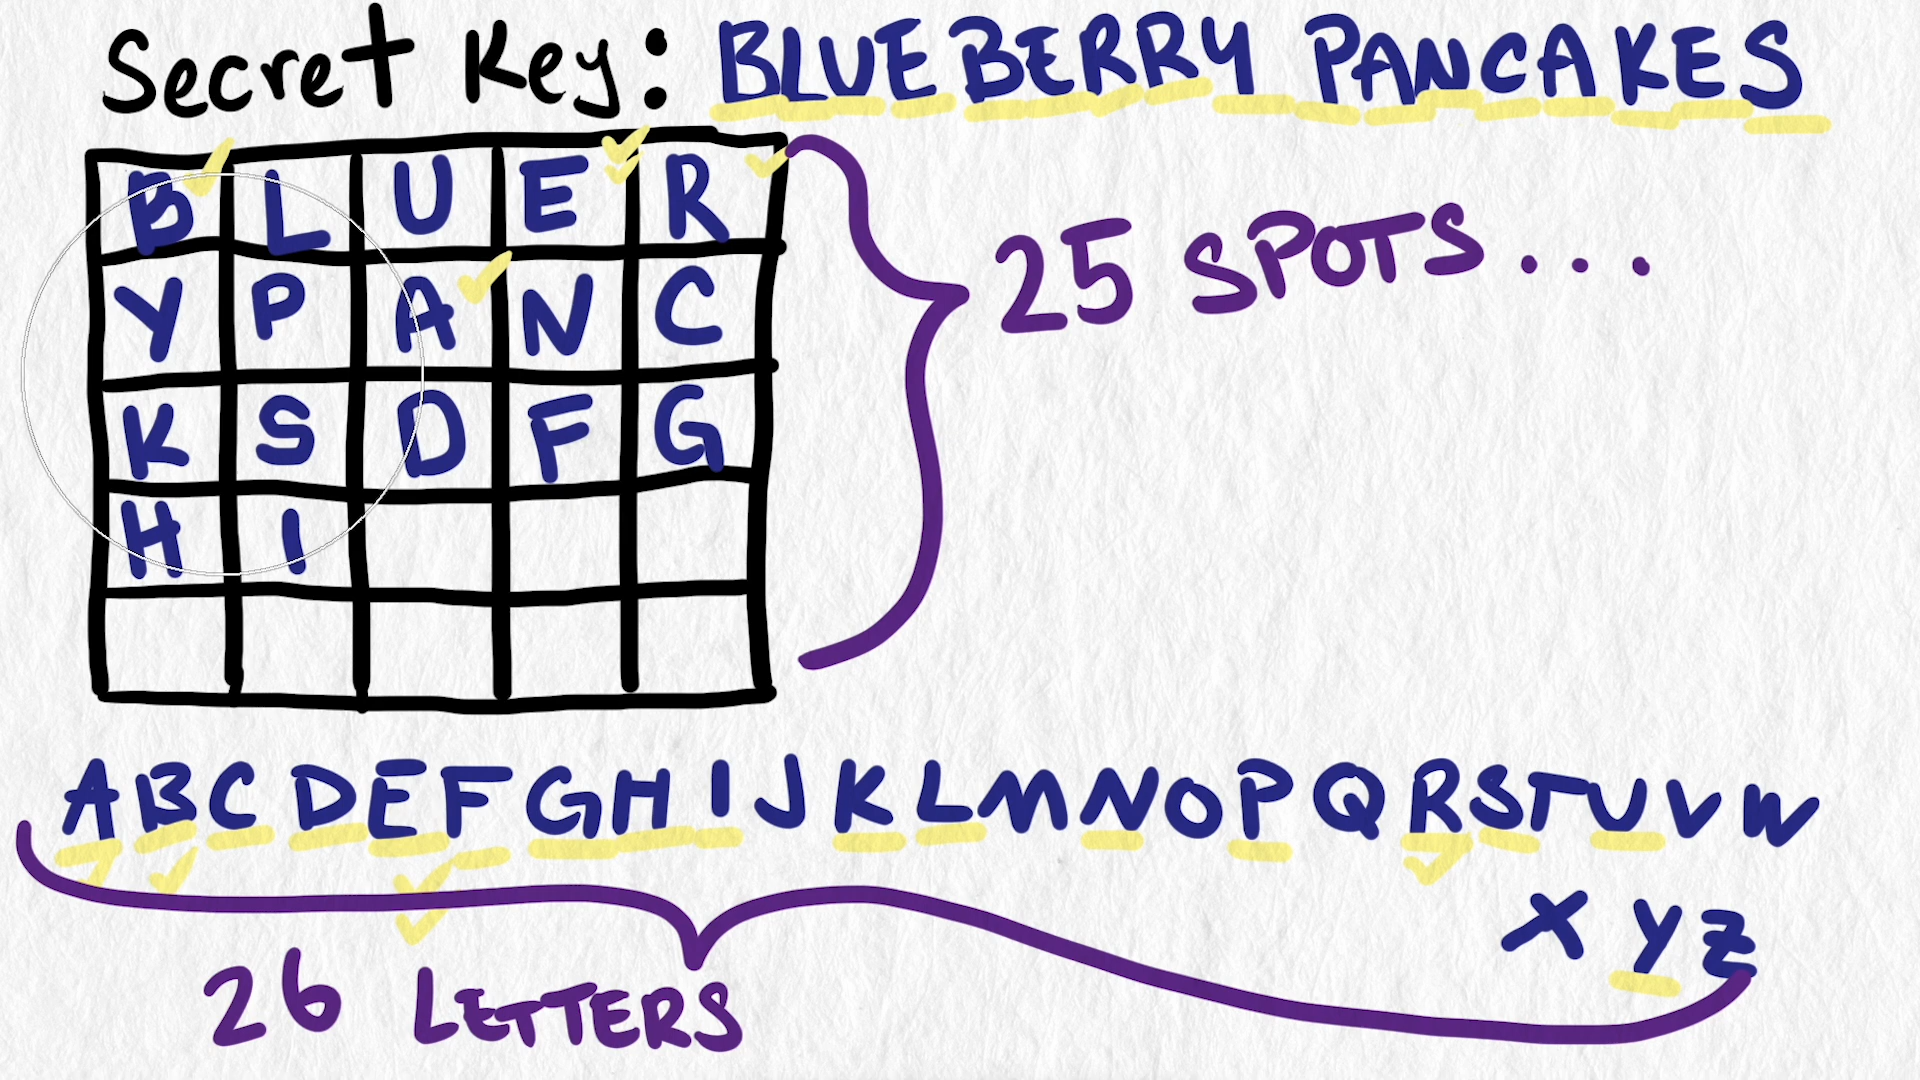 Secret Key: BLUEBERRY PANCAKES
B L U E R
Y P A N C
K S D F G
H I
25 SPOTS...
ABCDEFGHIJKLMNOPQRSTUVW
XYZ
26 LETTERS